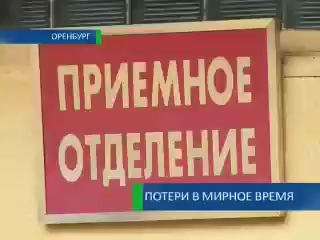 ОРЕНБУРГ
ПРИЕМНОЕ
ОТДЕЛЕНИЕ
ПОТЕРИ В МИРНОЕ ВРЕМЯ